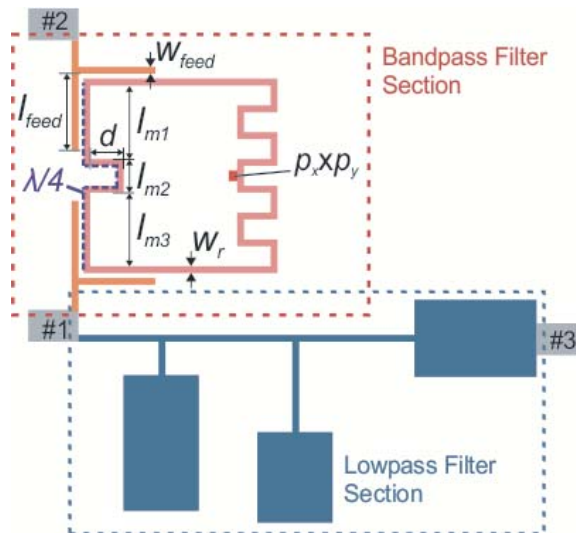 #2
Bandpass Filter
Section
w_feed
l_feed
l_m1
d
p_x x p_y
λ/4
l_m2
l_m3
w_r
#1
#3
Lowpass Filter
Section